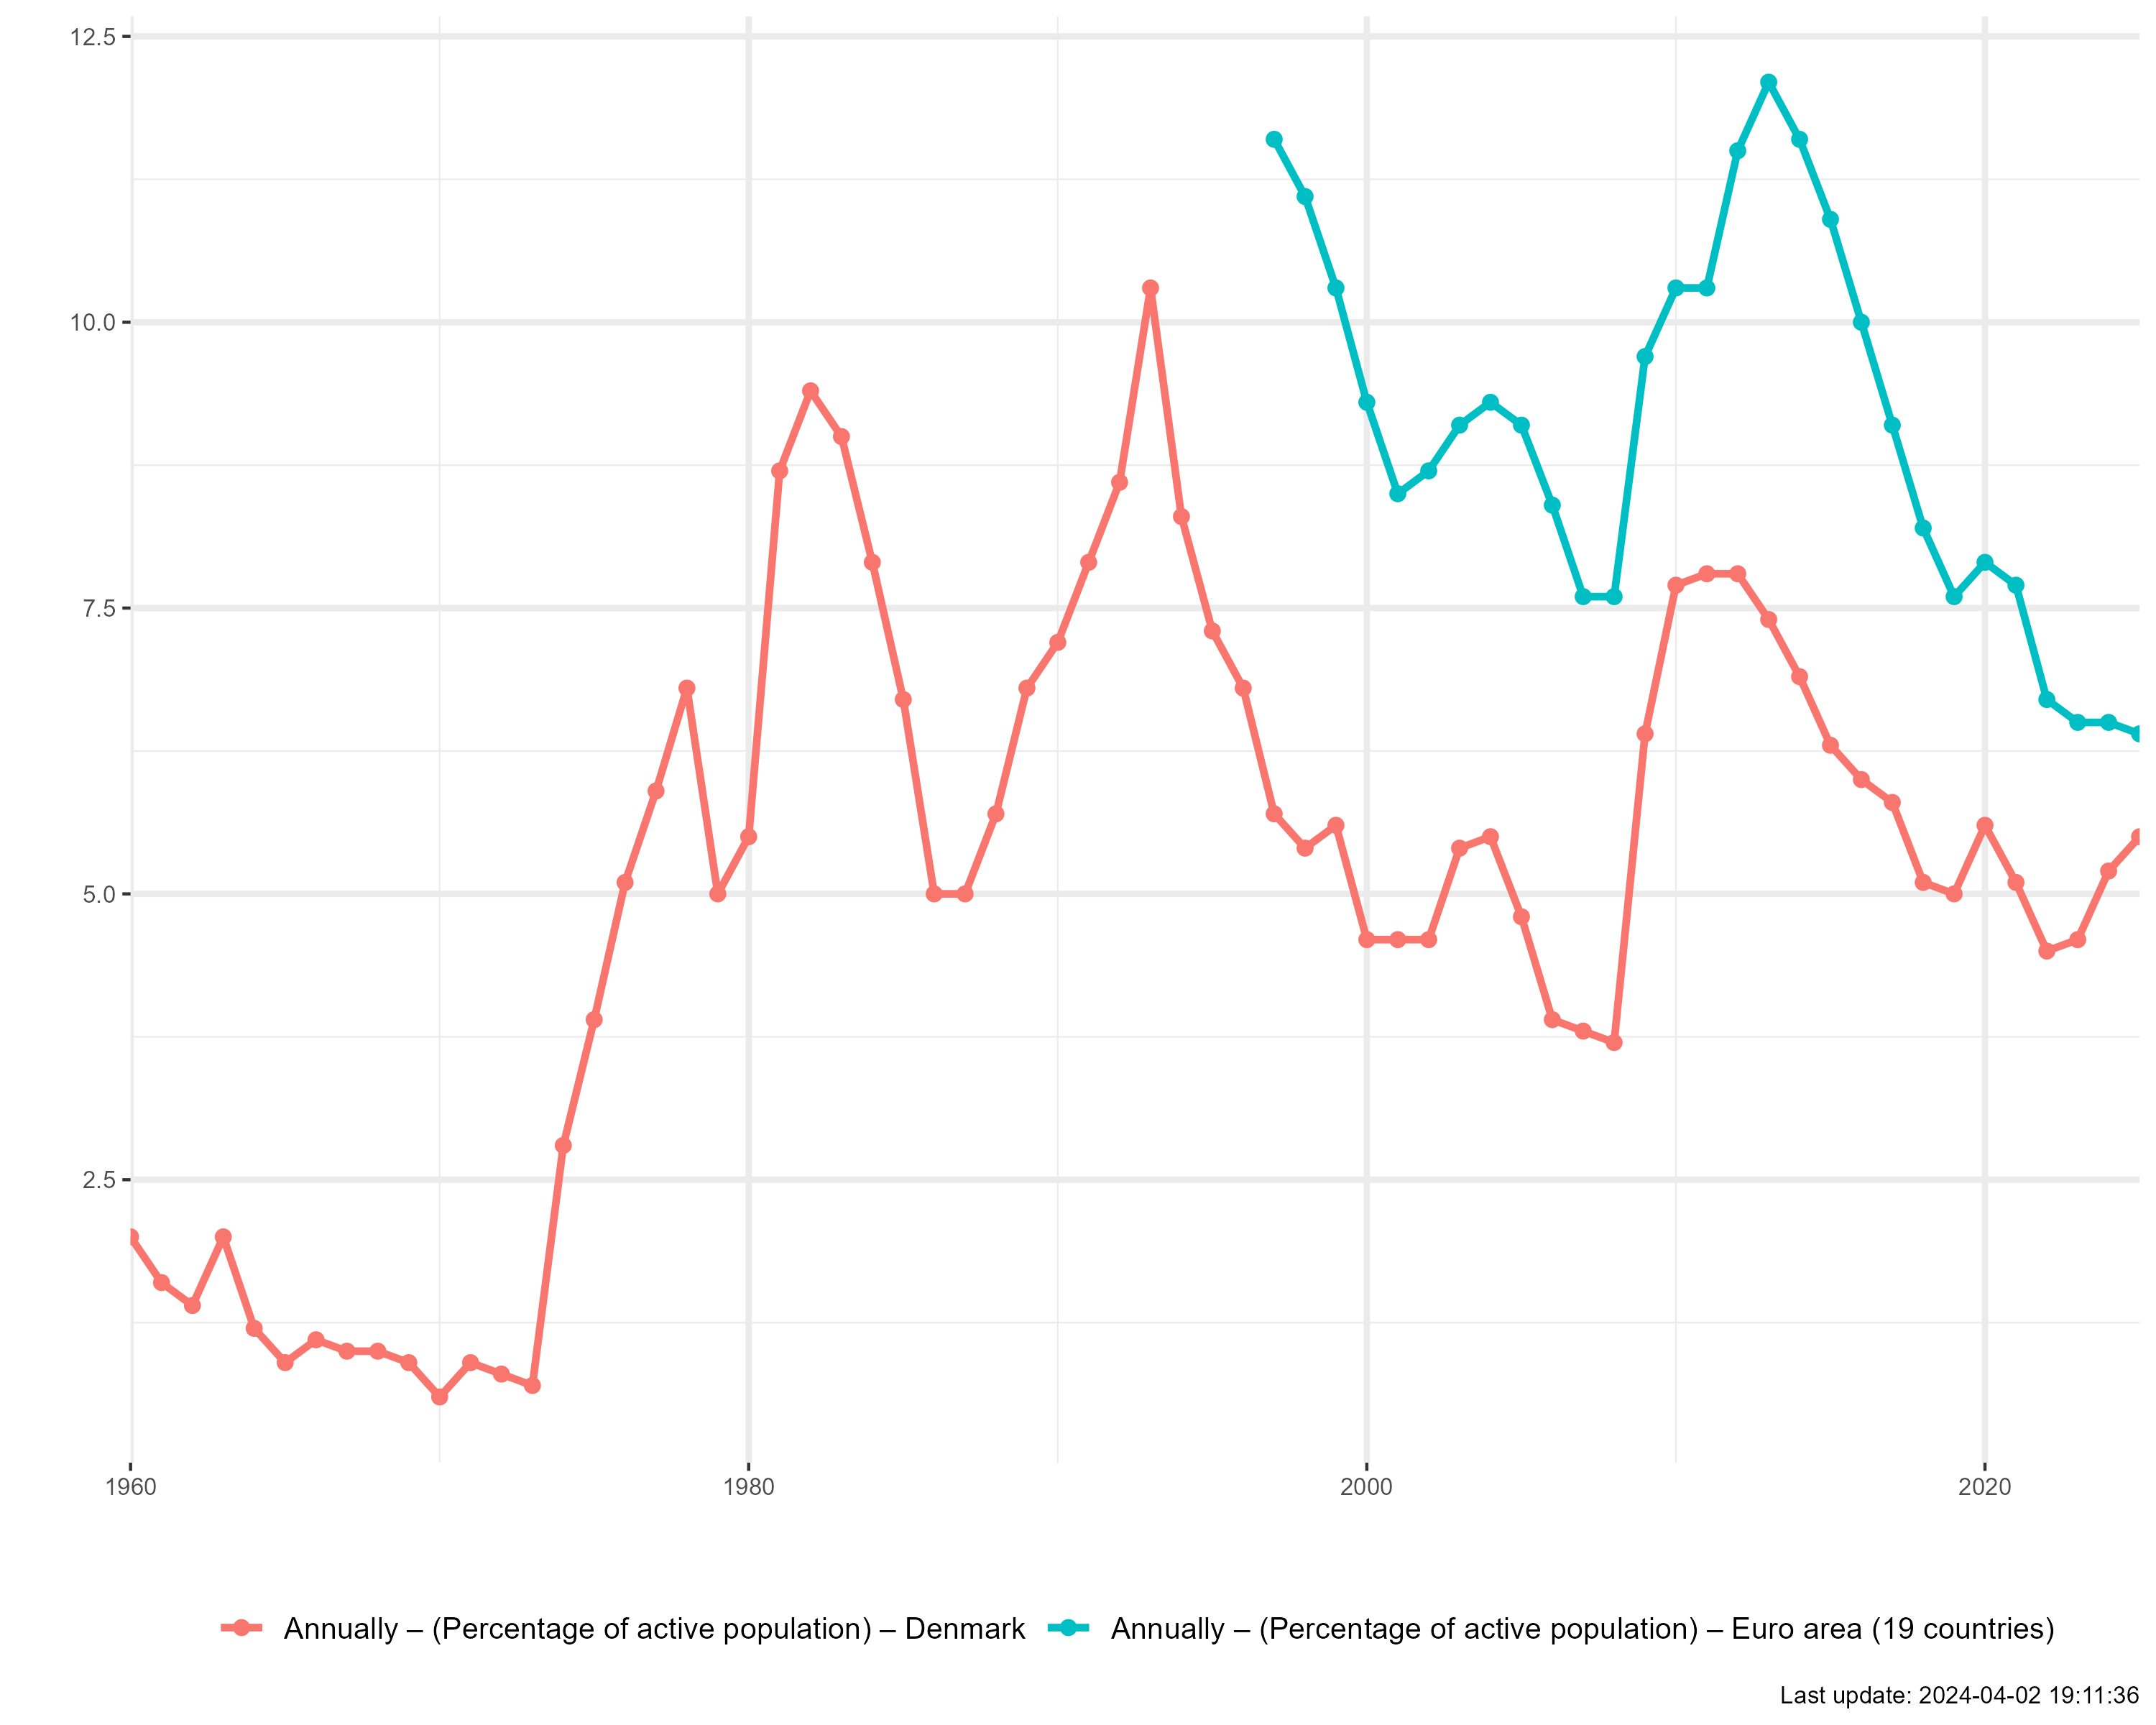 12.5
10.0
7.5
5.0
2.5
1960 1980 2000 2020
Annually – (Percentage of active population) – Denmark Annually – (Percentage of active population) – Euro area (19 countries)
Last update: 2024-04-02 19:11:36